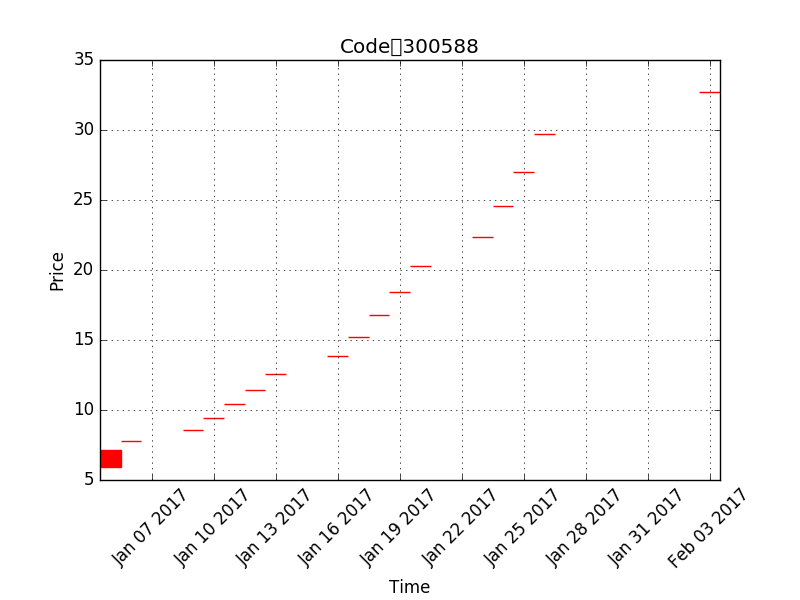 Code▯300588
35
30
25
20
15
10
5
Price
Jan 07 2017
Jan 10 2017
Jan 13 2017
Jan 16 2017
Jan 19 2017
Jan 22 2017
Jan 25 2017
Jan 28 2017
Jan 31 2017
Feb 03 2017
Time